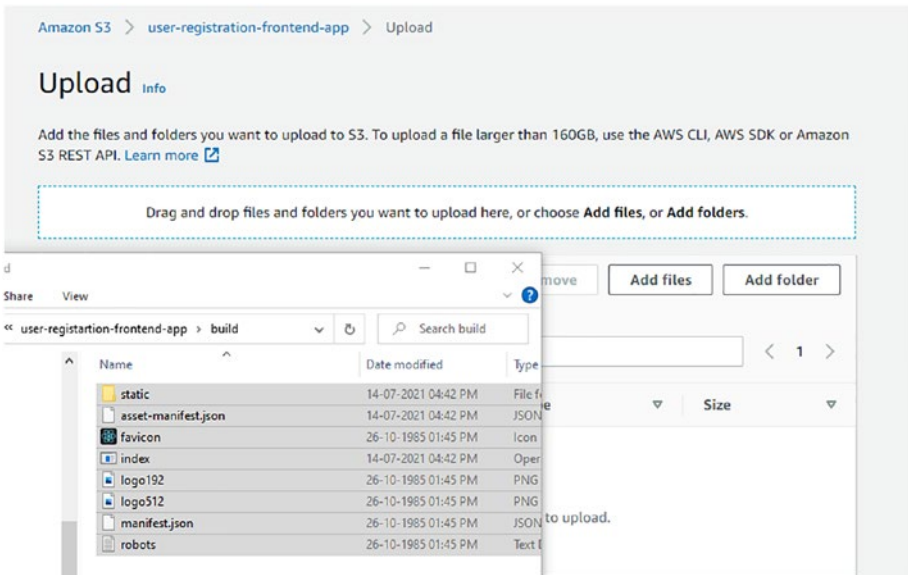 Amazon S3 > user-registration-frontend-app > Upload
Upload Info
Add the files and folders you want to upload to S3. To upload a file larger than 160GB, use the AWS CLI, AWS SDK or Amazon
S3 REST API. Learn more
Drag and drop files and folders you want to upload here, or choose Add files, or Add folders.
move Add files Add folder
d
Share View
« user-registartion-frontend-app > build Search build
< 1 >
Name Date modified Type
e Size
static 14-07-2021 04:42 PM File f
asset-manifest.json 14-07-2021 04:42 PM JSON
favicon 26-10-1985 01:45 PM Icon
index 14-07-2021 04:42 PM Oper
logo192 26-10-1985 01:45 PM PNG
logo512 26-10-1985 01:45 PM PNG
manifest.json 26-10-1985 01:45 PM JSON
to upload.
robots 26-10-1985 01:45 PM Text